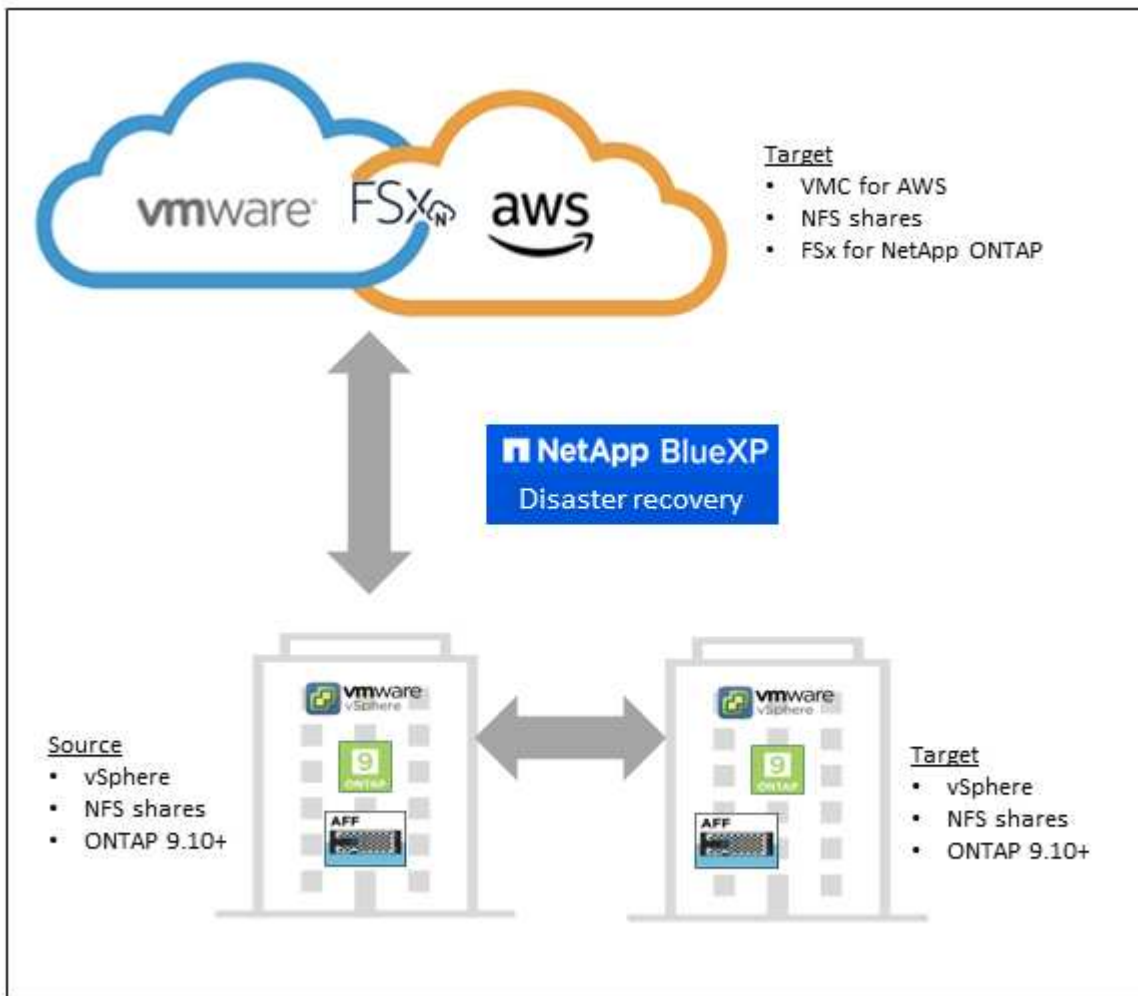 vmware
FSx
N
aws
Target
• VMC for AWS
• NFS shares
• FSx for NetApp ONTAP
NetApp BlueXP
Disaster recovery
vmware
vSphere
9
ONTAP
AFF
Source
• vSphere
• NFS shares
• ONTAP 9.10+
vmware
vSphere
9
ONTAP
AFF
Target
• vSphere
• NFS shares
• ONTAP 9.10+